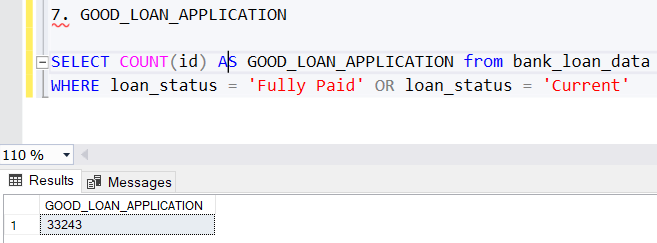 7. GOOD_LOAN_APPLICATION
SELECT COUNT(id) AS GOOD_LOAN_APPLICATION from bank_loan_data
WHERE loan_status = 'Fully Paid' OR loan_status = 'Current'
110 %
Results Messages
GOOD_LOAN_APPLICATION
1 33243